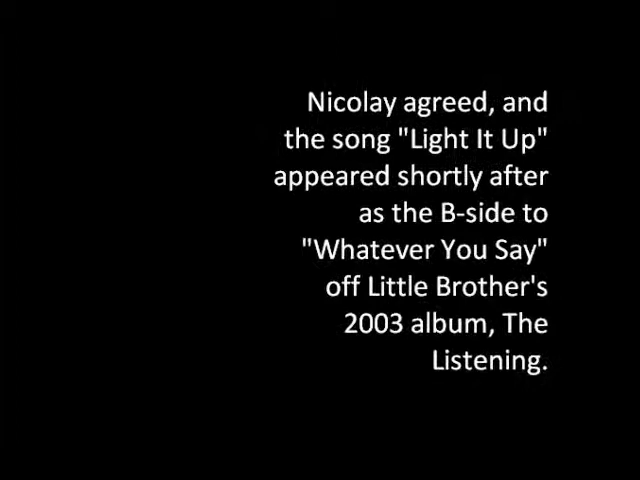 Nicolay agreed, and
the song "Light It Up"
appeared shortly after
as the B-side to
"Whatever You Say"
off Little Brother's
2003 album, The
Listening.